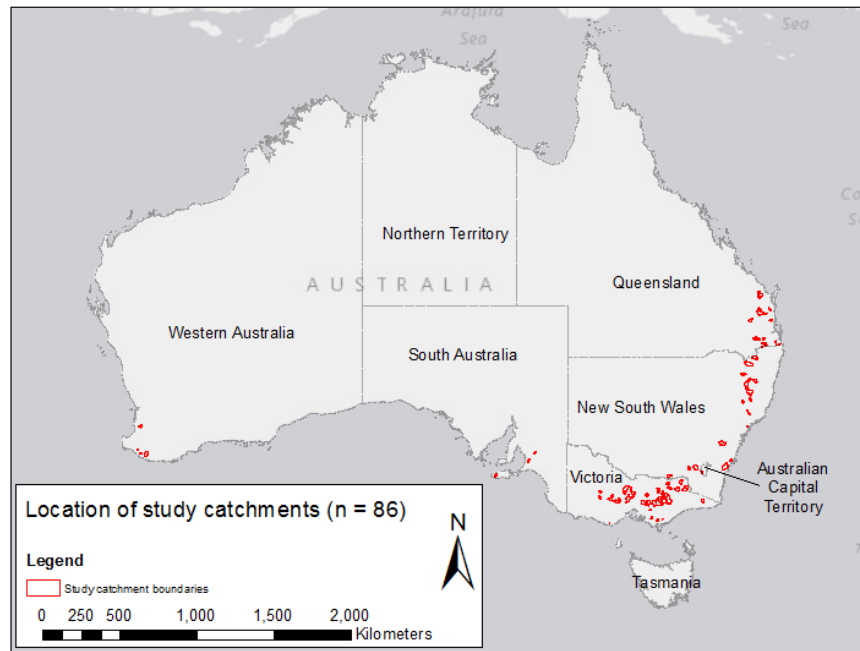 Arafura
Sea
Sea
Northern Territory
AUSTRALIA
Queensland
Western Australia
South Australia
New South Wales
Victoria
Australian
Capital
Territory
Tasmania
Location of study catchments (n = 86)
N
Legend
Study catchment boundaries
0 250 500 1,000 1,500 2,000
Kilometers